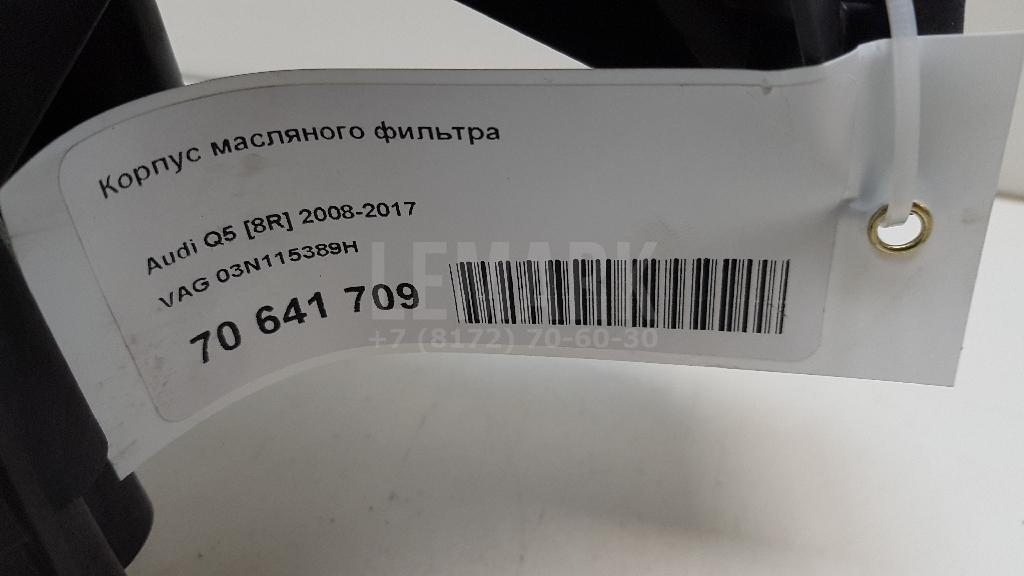 Корпус масляного фильтра
Audi Q5 [8R] 2008-2017
VAG 03N115389H
70 641 709
LEMARK
+7 (8172) 70-60-30